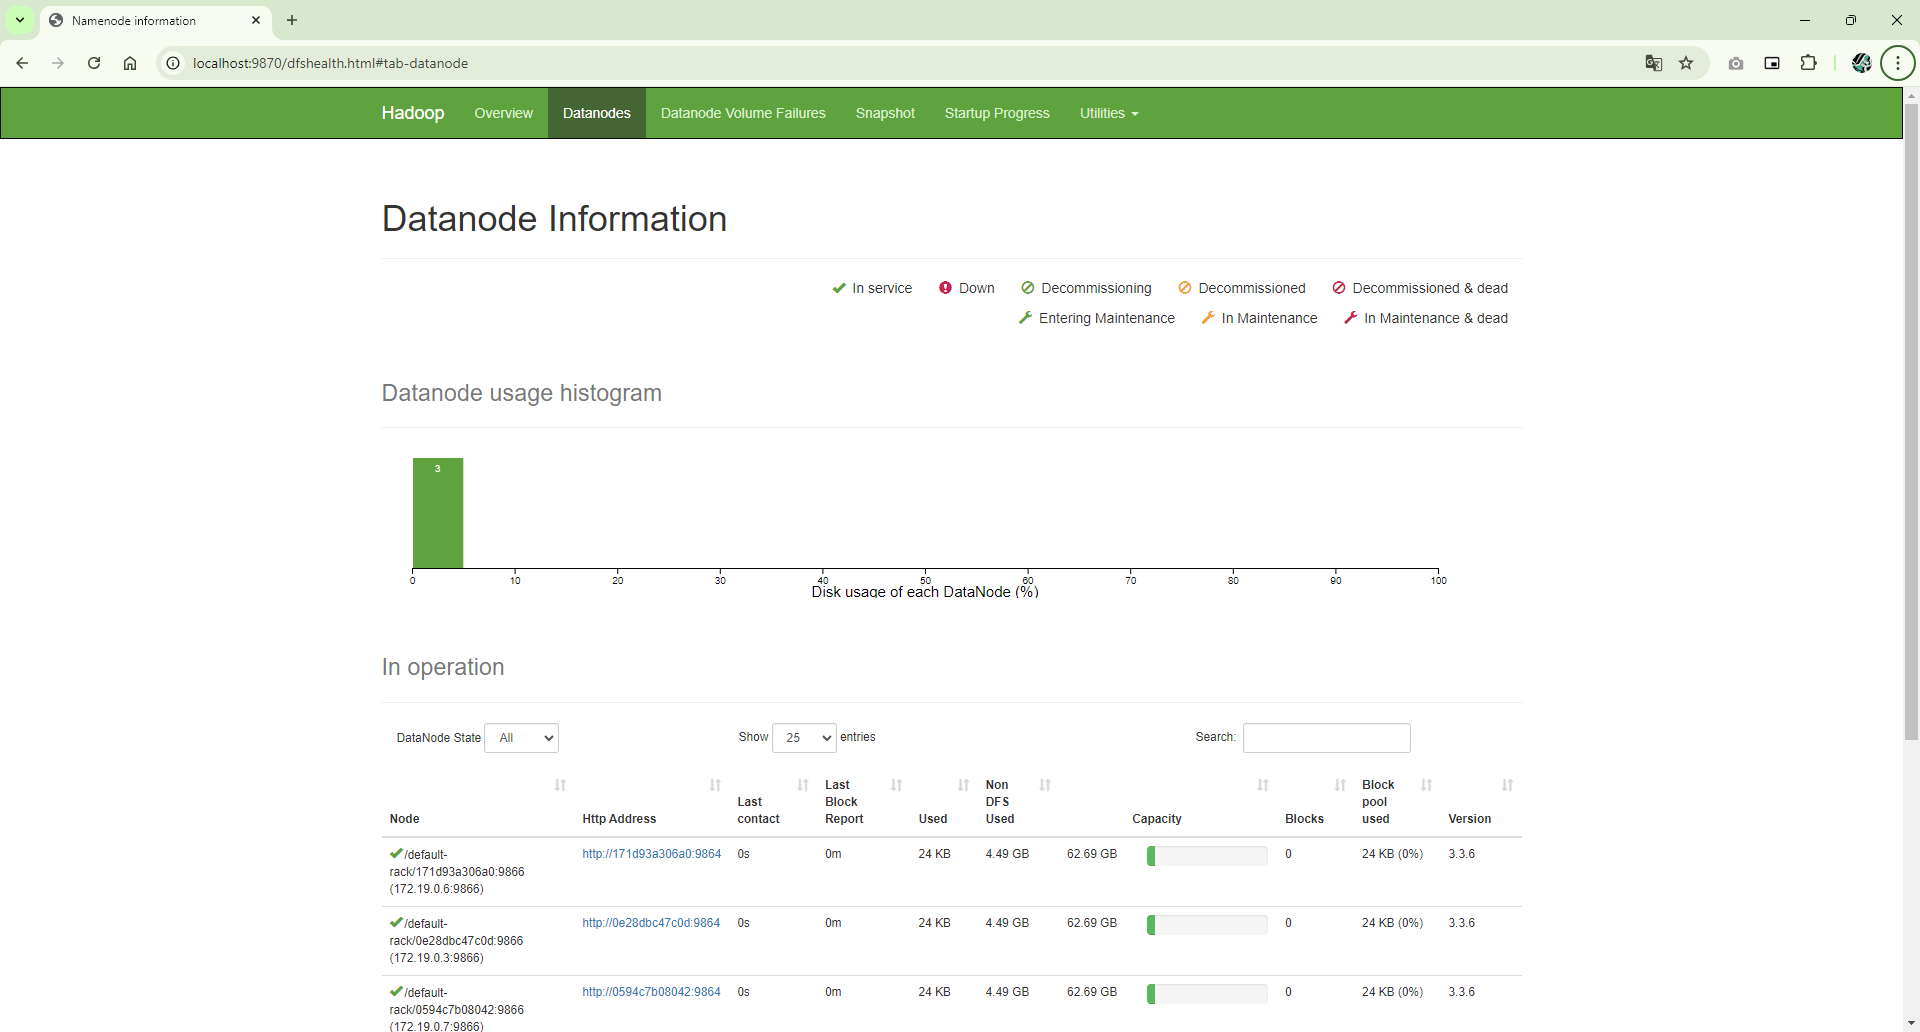 Namenode information
localhost:9870/dfshealth.html#tab-datanode
Hadoop Overview Datanodes Datanode Volume Failures Snapshot Startup Progress Utilities
Datanode Information
In service Down Decommissioning Decommissioned Decommissioned & dead
Entering Maintenance In Maintenance In Maintenance & dead
Datanode usage histogram
3
0 10 20 30 40 50 60 70 80 90 100
Disk usage of each DataNode (%)
In operation
DataNode State All Show 25 entries Search:
Node Http Address Last contact Last Block Report Used Non DFS Used Capacity Blocks Block pool used Version
/default-
rack/171d93a306a0:9866
(172.19.0.6:9866)
http://171d93a306a0:9864 0s 0m 24 KB 4.49 GB 62.69 GB 0 24 KB (0%) 3.3.6
/default-
rack/0e28dbc47c0d:9866
(172.19.0.3:9866)
http://0e28dbc47c0d:9864 0s 0m 24 KB 4.49 GB 62.69 GB 0 24 KB (0%) 3.3.6
/default-
rack/0594c7b08042:9866
(172.19.0.7:9866)
http://0594c7b08042:9864 0s 0m 24 KB 4.49 GB 62.69 GB 0 24 KB (0%) 3.3.6